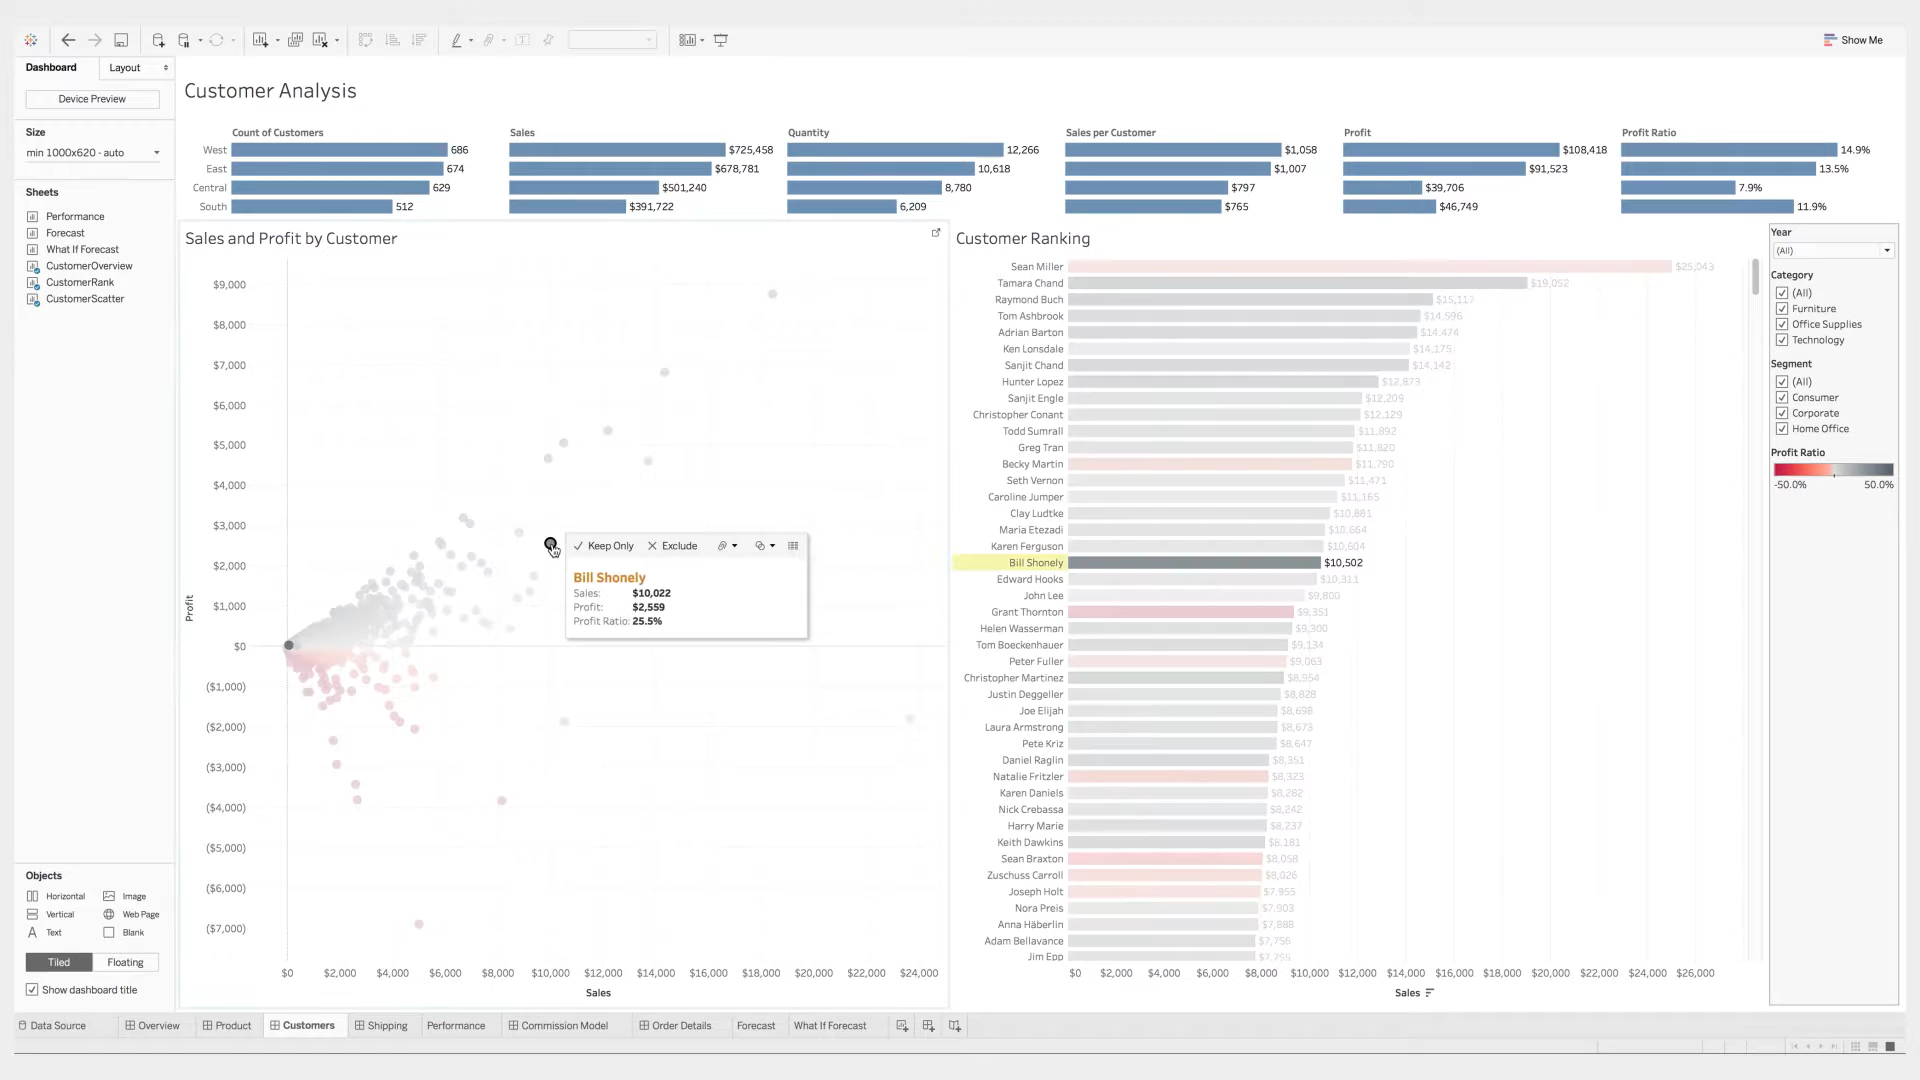 Show Me
Dashboard
Layout
Device Preview
Size
min 1000x620 - auto
Sheets
Performance
Forecast
What If Forecast
CustomerOverview
CustomerRank
CustomerScatter
Objects
Horizontal
Image
Vertical
Web Page
Text
Blank
Tiled
Floating
Show dashboard title
Customer Analysis
Count of Customers
West 686
East 674
Central 629
South 512
Sales
$725,458
$678,781
$501,240
$391,722
Quantity
12,266
10,618
8,780
6,209
Sales per Customer
$1,058
$1,007
$797
$765
Profit
$108,418
$91,523
$39,706
$46,749
Profit Ratio
14.9%
13.5%
7.9%
11.9%
Sales and Profit by Customer
Profit
$9,000
$8,000
$7,000
$6,000
$5,000
$4,000
$3,000
$2,000
$1,000
$0
($1,000)
($2,000)
($3,000)
($4,000)
($5,000)
($6,000)
($7,000)
$0 $2,000 $4,000 $6,000 $8,000 $10,000 $12,000 $14,000 $16,000 $18,000 $20,000 $22,000 $24,000
Sales
Keep Only
Exclude
Bill Shonely
Sales: $10,022
Profit: $2,559
Profit Ratio: 25.5%
Customer Ranking
Sean Miller $25,043
Tamara Chand $19,052
Raymond Buch $15,117
Tom Ashbrook $14,596
Adrian Barton $14,474
Ken Lonsdale $14,175
Sanjit Chand $14,142
Hunter Lopez $12,873
Sanjit Engle $12,209
Christopher Conant $12,129
Todd Sumrall $11,892
Greg Tran $11,820
Becky Martin $11,790
Seth Vernon $11,471
Caroline Jumper $11,165
Clay Ludtke $10,881
Maria Etezadi $10,664
Karen Ferguson $10,604
Bill Shonely $10,502
Edward Hooks $10,311
John Lee $9,800
Grant Thornton $9,351
Helen Wasserman $9,300
Tom Boeckenhauer $9,134
Peter Fuller $9,063
Christopher Martinez $8,954
Justin Deggeller $8,828
Joe Elijah $8,698
Laura Armstrong $8,673
Pete Kriz $8,647
Daniel Raglin $8,351
Natalie Fritzler $8,323
Karen Daniels $8,282
Nick Crebassa $8,242
Harry Marie $8,237
Keith Dawkins $8,181
Sean Braxton $8,058
Zuschuss Carroll $8,026
Joseph Holt $7,955
Nora Preis $7,903
Anna Häberlin $7,888
Adam Bellavance $7,756
Jim Epp $7,755
$0 $2,000 $4,000 $6,000 $8,000 $10,000 $12,000 $14,000 $16,000 $18,000 $20,000 $22,000 $24,000 $26,000
Sales
Year
(All)
Category
(All)
Furniture
Office Supplies
Technology
Segment
(All)
Consumer
Corporate
Home Office
Profit Ratio
-50.0% 50.0%
Data Source
Overview
Product
Customers
Shipping
Performance
Commission Model
Order Details
Forecast
What If Forecast